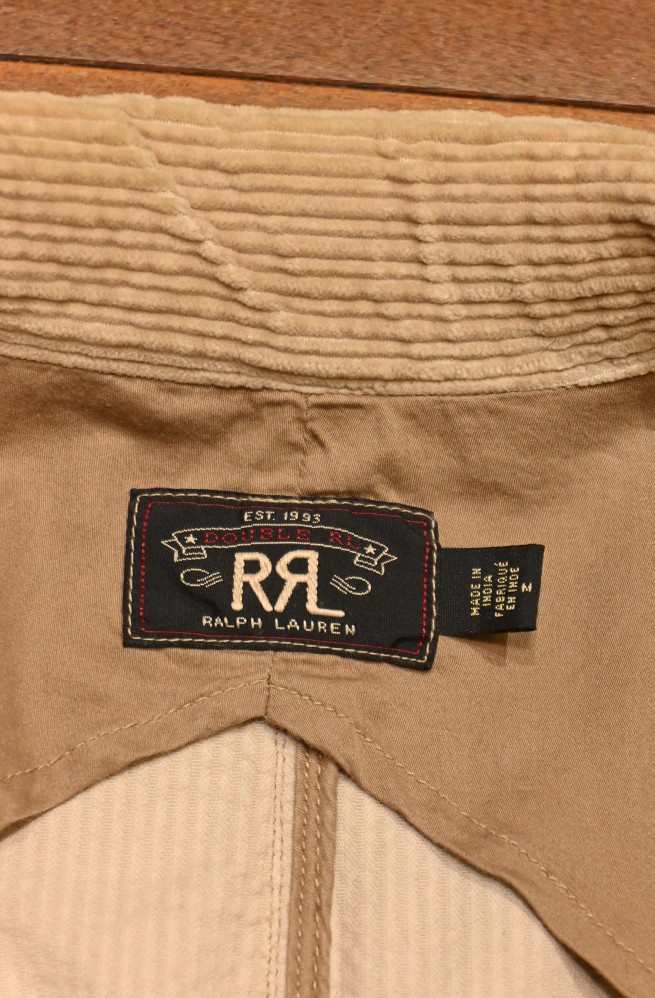 EST. 1993
DOUBLE RL
RRL
RALPH LAUREN
MADE IN
INDIA
FABRIQUÉ
EN INDE
M